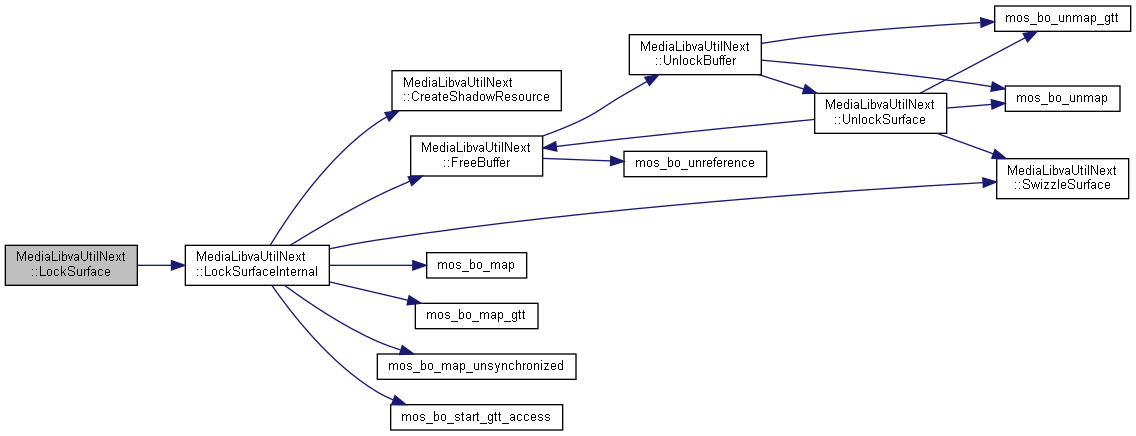 MediaLibvaUtilNext
::LockSurface
MediaLibvaUtilNext
::LockSurfaceInternal
MediaLibvaUtilNext
::CreateShadowResource
MediaLibvaUtilNext
::FreeBuffer
mos_bo_map
mos_bo_map_gtt
mos_bo_map_unsynchronized
mos_bo_start_gtt_access
MediaLibvaUtilNext
::UnlockBuffer
mos_bo_unreference
MediaLibvaUtilNext
::UnlockSurface
mos_bo_unmap_gtt
mos_bo_unmap
MediaLibvaUtilNext
::SwizzleSurface